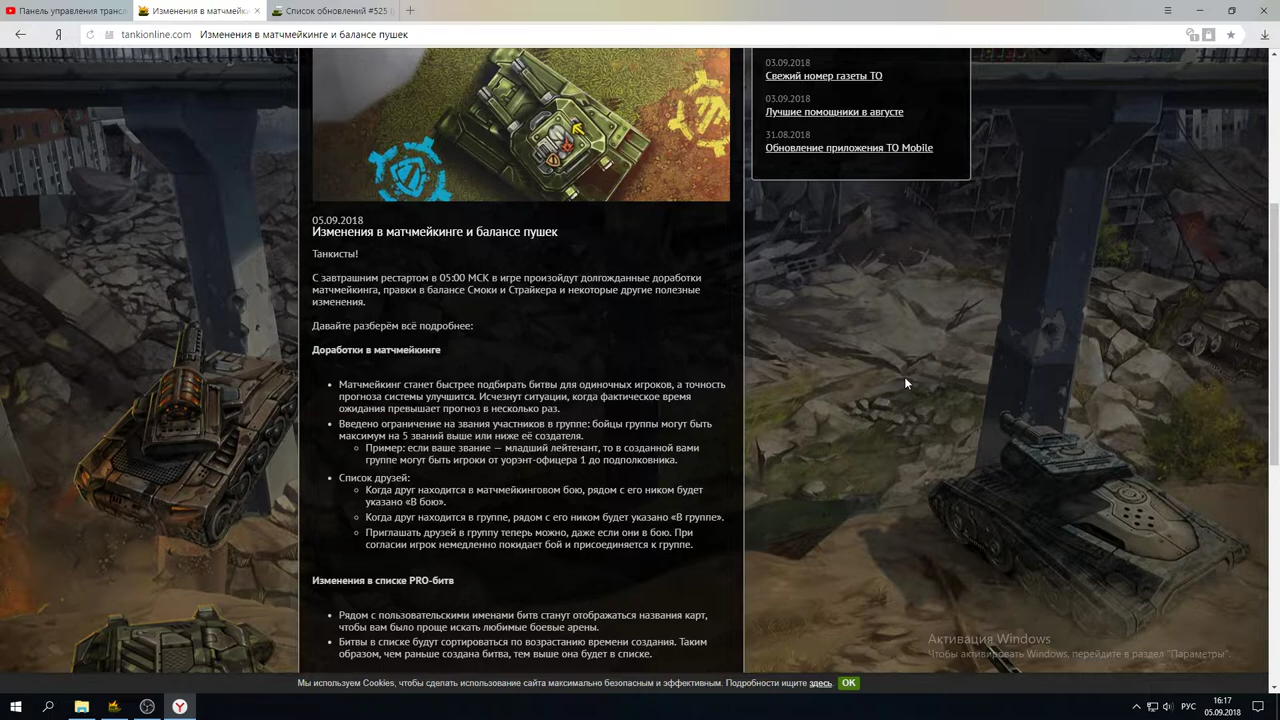 Панель управления трансл
Изменения в матчмейки
Список обновлений #525 (
tankionline.com Изменения в матчмейкинге и балансе пушек
03.09.2018
Свежий номер газеты ТО
03.09.2018
Лучшие помощники в августе
31.08.2018
Обновление приложения ТО Mobile
05.09.2018
Изменения в матчмейкинге и балансе пушек
Танкисты!
С завтрашним рестартом в 05:00 МСК в игре произойдут долгожданные доработки
матчмейкинга, правки в балансе Смоки и Страйкера и некоторые другие полезные
изменения.
Давайте разберём всё подробнее:
Доработки в матчмейкинге
• Матчмейкинг станет быстрее подбирать битвы для одиночных игроков, а точность
прогноза системы улучшится. Исчезнут ситуации, когда фактическое время
ожидания превышает прогноз в несколько раз.
• Введено ограничение на звания участников в группе: бойцы группы могут быть
максимум на 5 званий выше или ниже её создателя.
Пример: если ваше звание — младший лейтенант, то в созданной вами
группе могут быть игроки от уорэнт-офицера 1 до подполковника.
• Список друзей:
Когда друг находится в матчмейкинговом бою, рядом с его ником будет
указано «В бою».
Когда друг находится в группе, рядом с его ником будет указано «В группе».
Приглашать друзей в группу теперь можно, даже если они в бою. При
согласии игрок немедленно покидает бой и присоединяется к группе.
Изменения в списке PRO-битв
• Рядом с пользовательскими именами битв станут отображаться названия карт,
чтобы вам было проще искать любимые боевые арены.
• Битвы в списке будут сортироваться по возрастанию времени создания. Таким
образом, чем раньше создана битва, тем выше она будет в списке.
Активация Windows
Чтобы активировать Windows, перейдите в раздел "Параметры".
Мы используем Cookies, чтобы сделать использование сайта максимально безопасным и эффективным. Подробности ищите здесь OK
РУС
16:17
05.09.2018